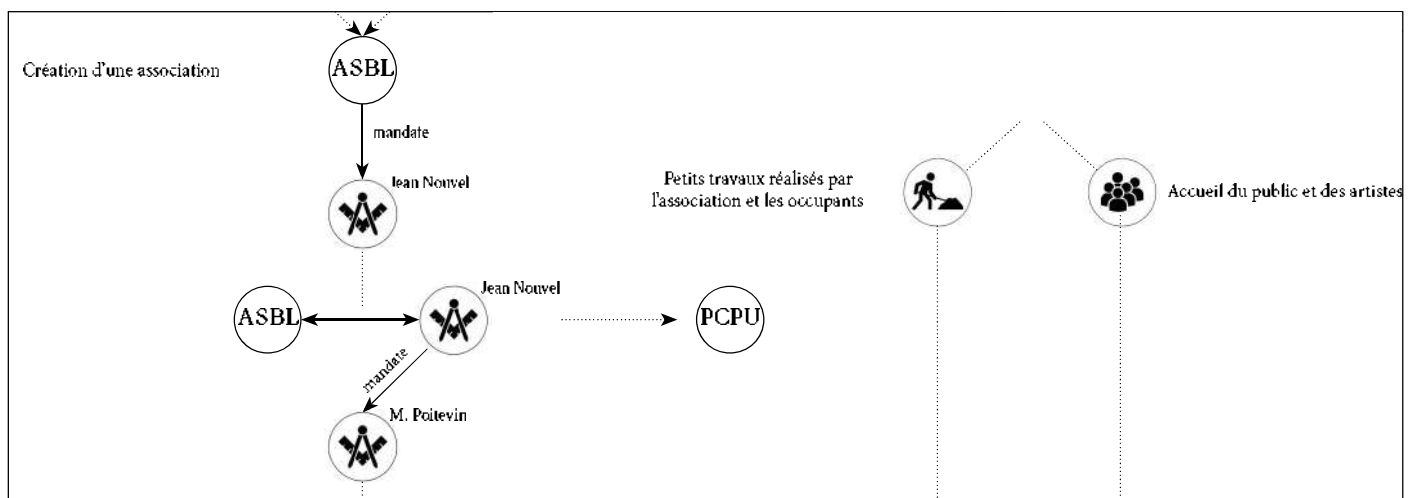 Création d'une association
ASBL
mandate
Jean Nouvel
Petits travaux réalisés par
l'association et les occupants
Accueil du public et des artistes
Jean Nouvel
ASBL
PCPU
mandate
M. Poitevin